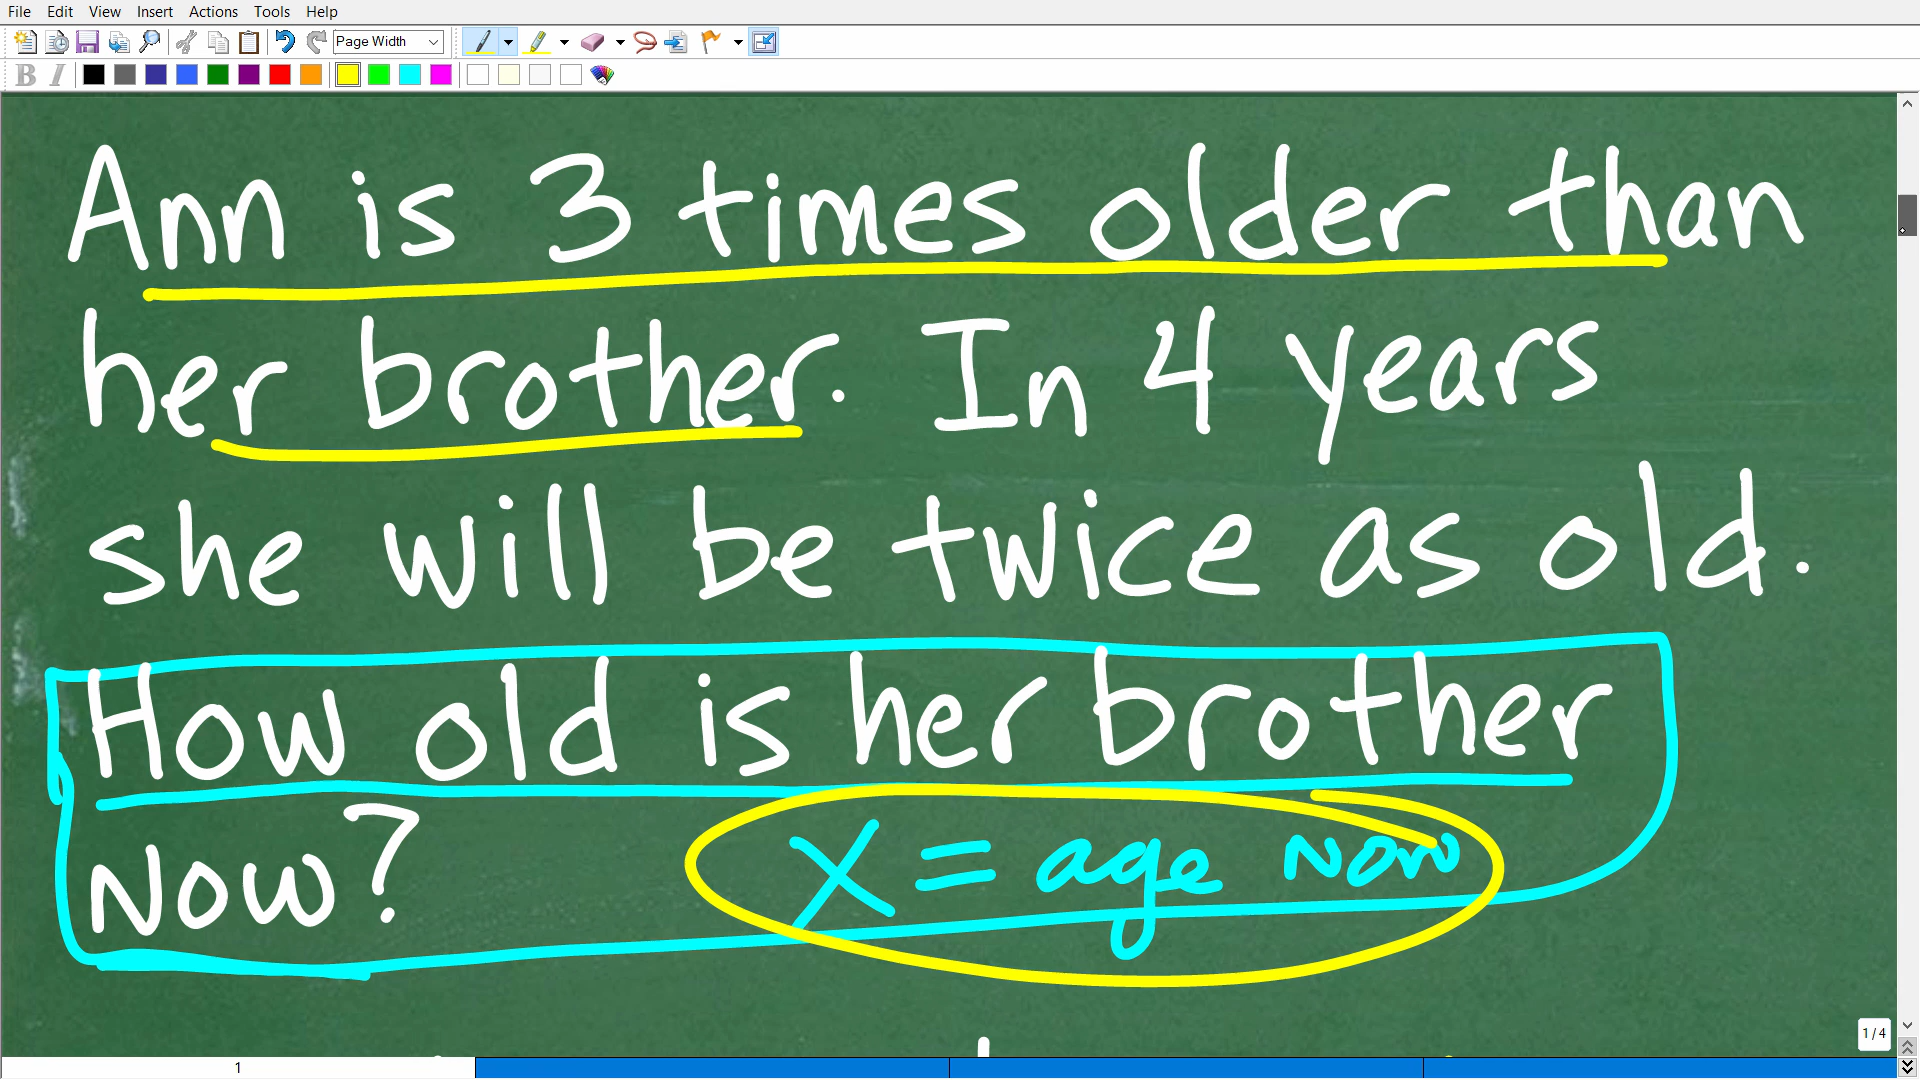 File Edit View Insert Actions Tools Help
Page Width
B I
Ann is 3 times older than
her brother. In 4 years
she will be twice as old.
How old is her brother
Now?
X = age Now
1/4
1